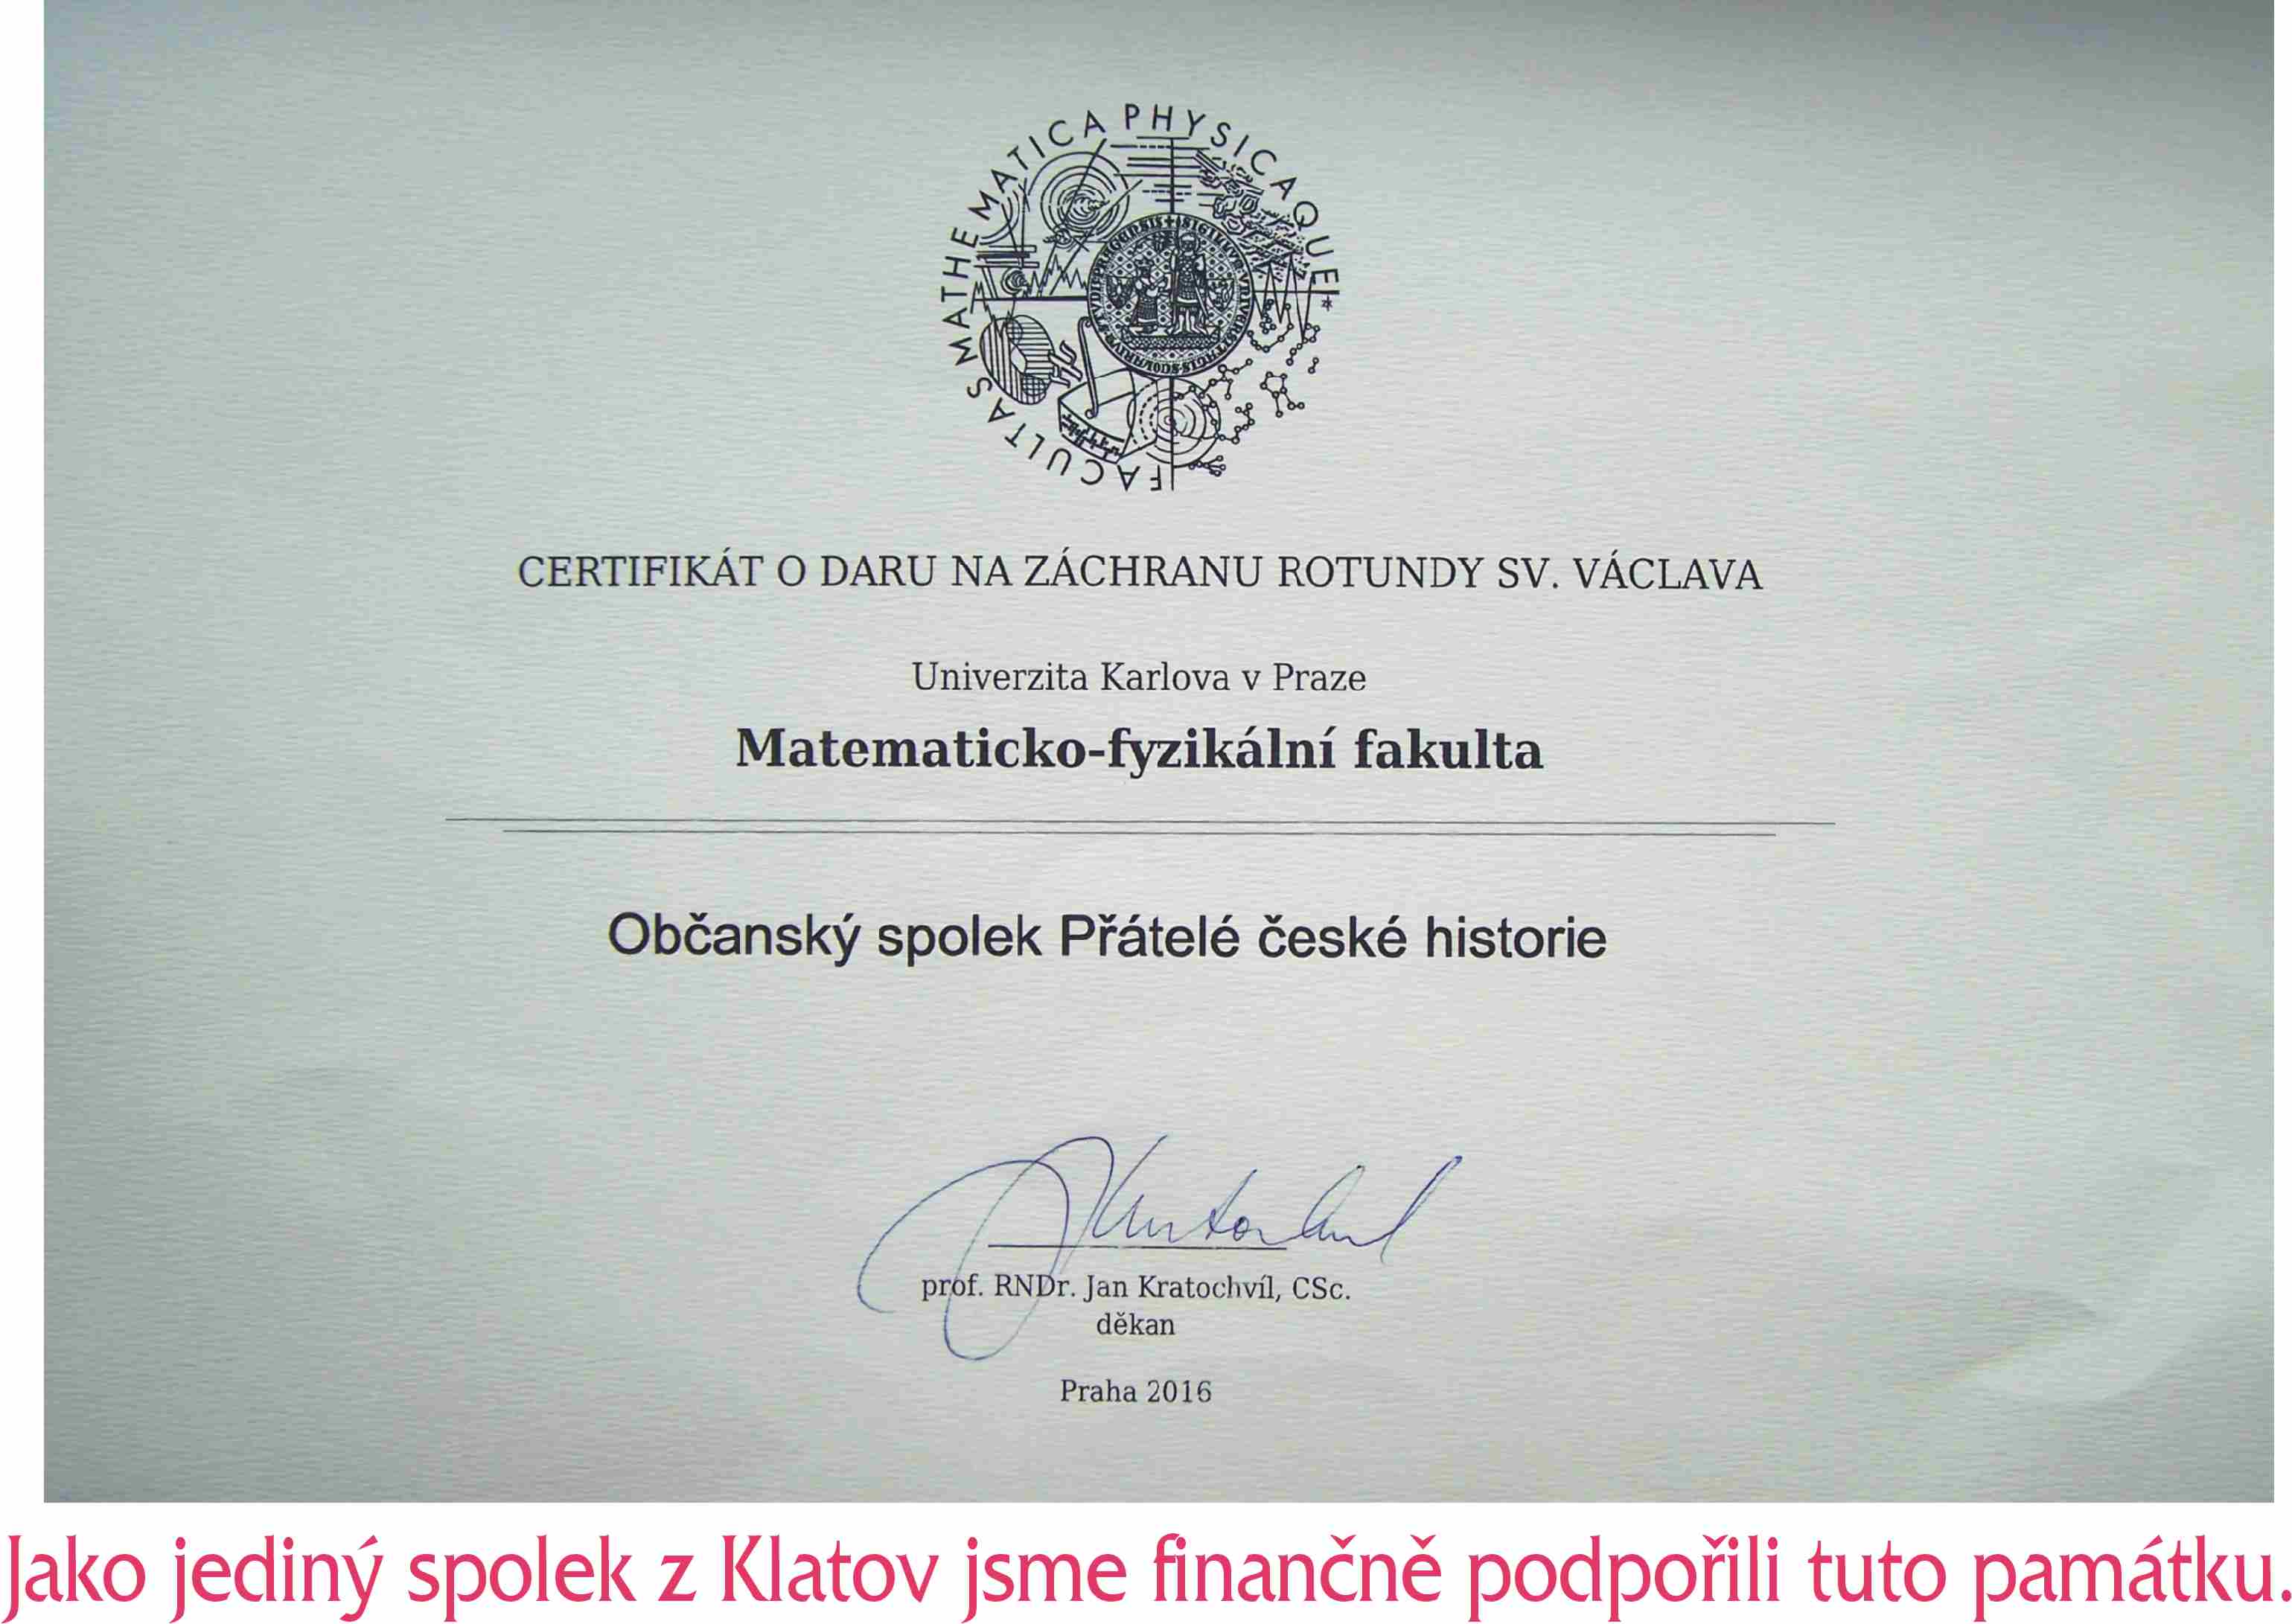 FACULTAS MATHEMATICA PHYSICAQUE
CERTIFIKÁT O DARU NA ZÁCHRANU ROTUNDY SV. VÁCLAVA
Univerzita Karlova v Praze
Matematicko-fyzikální fakulta
Občanský spolek Přátelé české historie
prof. RNDr. Jan Kratochvíl, CSc.
děkan
Praha 2016
Jako jediný spolek z Klatov jsme finančně podpořili tuto památku.